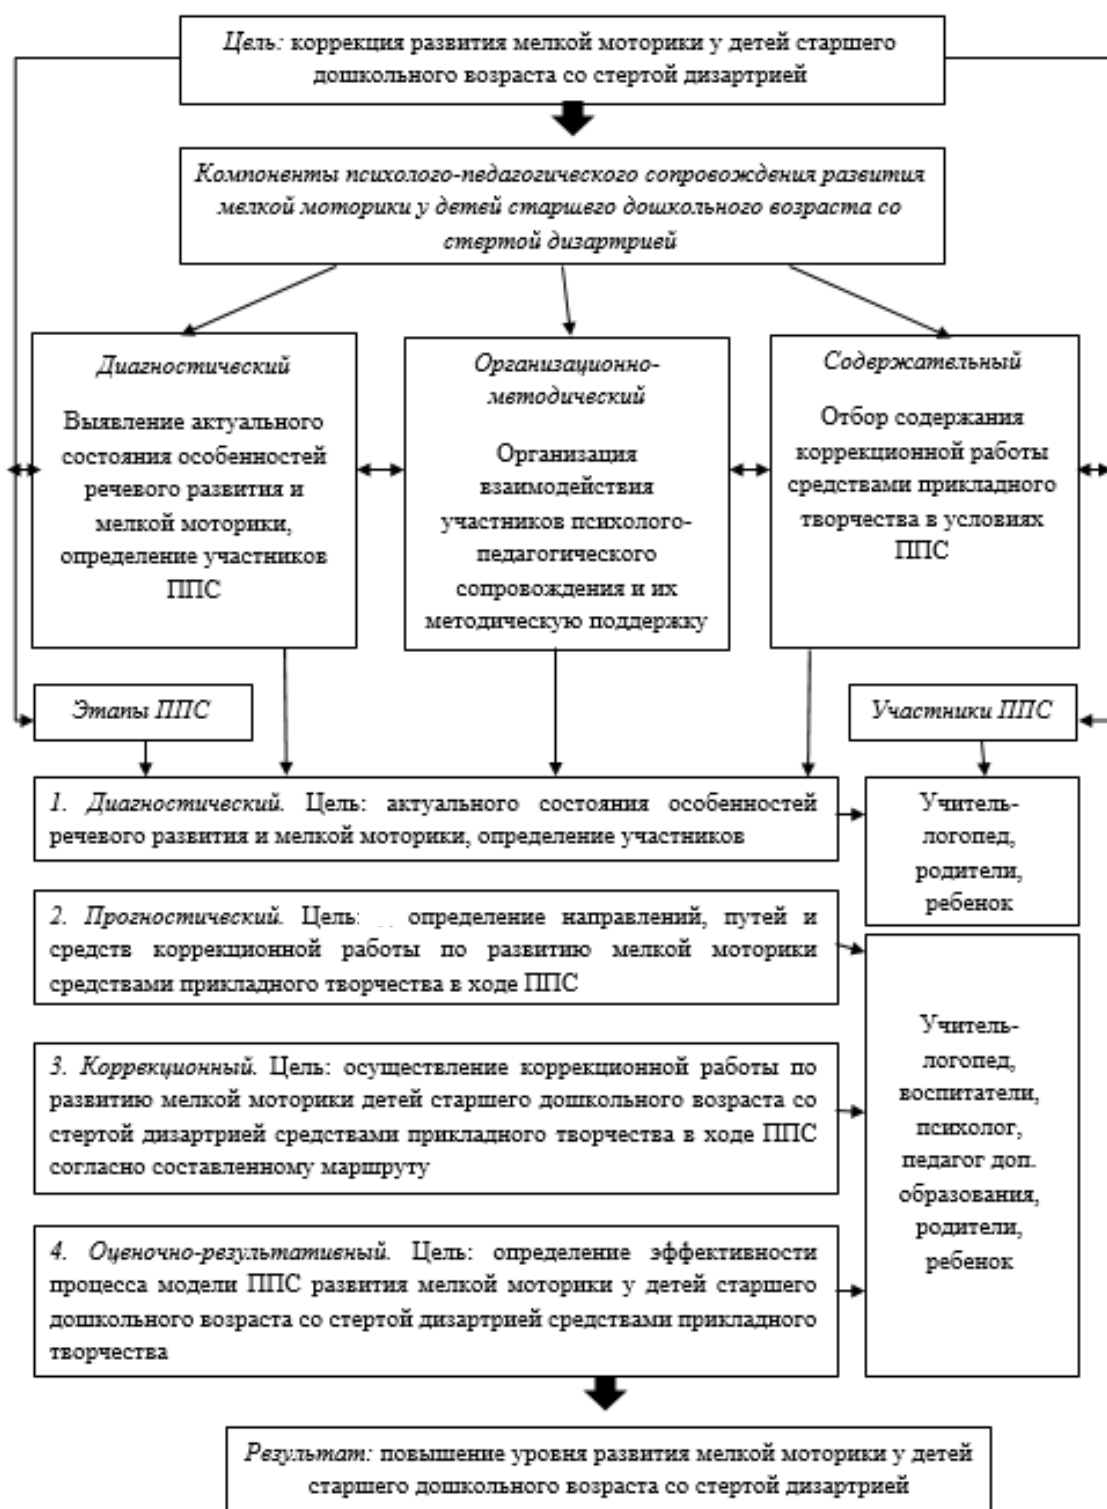 Цель: коррекция развития мелкой моторики у детей старшего
дошкольного возраста со стертой дизартрией
Компоненты психолого-педагогического сопровождения развития
мелкой моторики у детей старшего дошкольного возраста со
стертой дизартрией
Диагностический
Выявление актуального
состояния особенностей
речевого развития и
мелкой моторики,
определение участников
ППС
Организационно-
методический
Организация
взаимодействия
участников психолого-
педагогического
сопровождения и их
методическую поддержку
Содержательный
Отбор содержания
коррекционной работы
средствами прикладного
творчества в условиях
ППС
Этапы ППС
Участники ППС
1. Диагностический. Цель: актуального состояния особенностей
речевого развития и мелкой моторики, определение участников
Учитель-
логопед,
родители,
ребенок
2. Прогностический. Цель: определение направлений, путей и
средств коррекционной работы по развитию мелкой моторики
средствами прикладного творчества в ходе ППС
3. Коррекционный. Цель: осуществление коррекционной работы по
развитию мелкой моторики детей старшего дошкольного возраста со
стертой дизартрией средствами прикладного творчества в ходе ППС
согласно составленному маршруту
4. Оценочно-результативный. Цель: определение эффективности
процесса модели ППС развития мелкой моторики у детей старшего
дошкольного возраста со стертой дизартрией средствами прикладного
творчества
Учитель-
логопед,
воспитатели,
психолог,
педагог доп.
образования,
родители,
ребенок
Результат: повышение уровня развития мелкой моторики у детей
старшего дошкольного возраста со стертой дизартрией